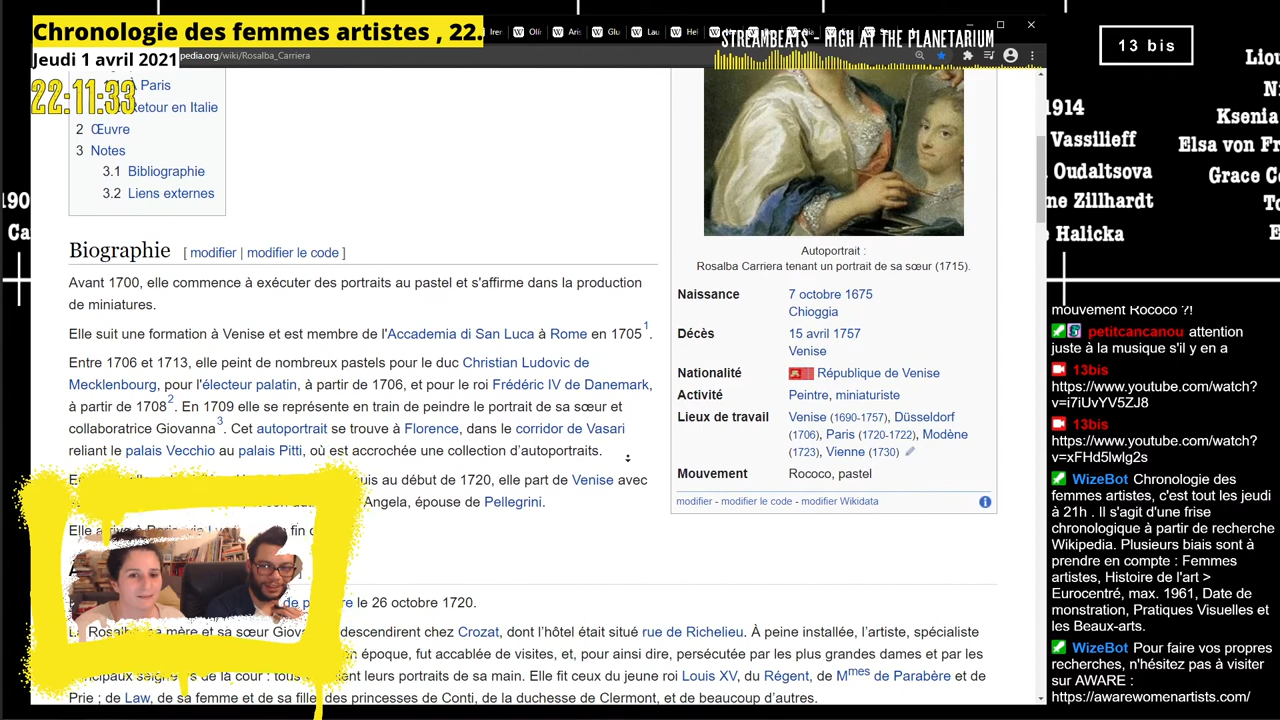 Chronologie des femmes artistes , 22.
Jeudi 1 avril 2021
22:11:33
STREAMBEATS - HIGH AT THE PLANETARIUM
pedia.org/wiki/Rosalba_Carriera
Paris
Retour en Italie
2 Œuvre
3 Notes
3.1 Bibliographie
3.2 Liens externes
Biographie [ modifier | modifier le code ]
Avant 1700, elle commence à exécuter des portraits au pastel et s'affirme dans la production
de miniatures.
Elle suit une formation à Venise et est membre de l'Accademia di San Luca à Rome en 1705 1.
Entre 1706 et 1713, elle peint de nombreux pastels pour le duc Christian Ludovic de
Mecklenbourg, pour l'électeur palatin, à partir de 1706, et pour le roi Frédéric IV de Danemark,
à partir de 1708 2. En 1709 elle se représente en train de peindre le portrait de sa sœur et
collaboratrice Giovanna 3. Cet autoportrait se trouve à Florence, dans le corridor de Vasari
reliant le palais Vecchio au palais Pitti, où est accrochée une collection d'autoportraits.
puis au début de 1720, elle part de Venise avec
Angela, épouse de Pellegrini.
de
le 26 octobre 1720.
descendirent chez Crozat, dont l'hôtel était situé rue de Richelieu. À peine installée, l'artiste, spécialiste
époque, fut accablée de visites, et, pour ainsi dire, persécutée par les plus grandes dames et par les
leurs portraits de sa main. Elle fit ceux du jeune roi Louis XV, du Régent, de Mmes de Parabère et de
Prie ; de Law, de sa femme et de sa fille des princesses de Conti, de la duchesse de Clermont, et de beaucoup d'autres.
Autoportrait :
Rosalba Carriera tenant un portrait de sa sœur (1715).
Naissance 7 octobre 1675
Chioggia
Décès 15 avril 1757
Venise
Nationalité République de Venise
Activité Peintre, miniaturiste
Lieux de travail Venise (1690-1757), Düsseldorf
(1706), Paris (1720-1722), Modène
(1723), Vienne (1730)
Mouvement Rococo, pastel
modifier - modifier le code - modifier Wikidata
13 bis
1914
Vassilieff
Oudaltsova
Zillhardt
Halicka
Ksenia
Elsa von
Grace
190
Ca
mouvement Rococo ?!
petitcancanou attention
juste à la musique s'il y en a
13bis
https://www.youtube.com/watch?
v=i7iUvYV5ZJ8
13bis
https://www.youtube.com/watch?
v=xFHd5lwlg2s
WizeBot Chronologie des
femmes artistes, c'est tout les jeudi
à 21h . Il s'agit d'une frise
chronologique à partir de recherche
Wikipedia. Plusieurs biais sont à
prendre en compte : Femmes
artistes, Histoire de l'art >
Eurocentré, max. 1961, Date de
monstration, Pratiques Visuelles et
les Beaux-arts.
WizeBot Pour faire vos propres
recherches, n'hésitez pas à visiter
sur AWARE :
https://awarewomenartists.com/